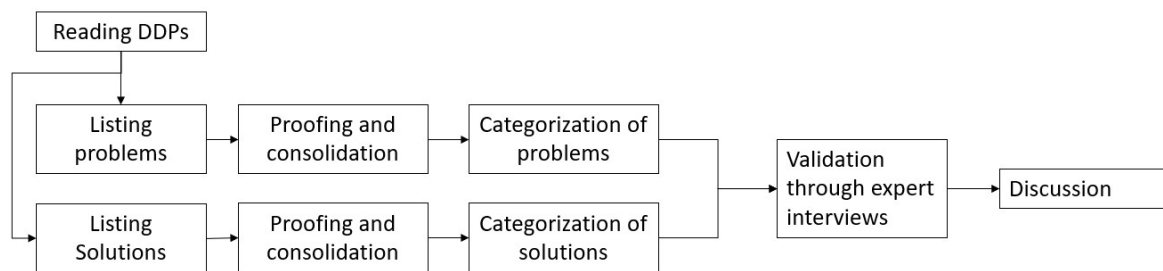 Reading DDPs
Listing
problems
Proofing and
consolidation
Categorization of
problems
Listing
Solutions
Proofing and
consolidation
Categorization of
solutions
Validation
through expert
interviews
Discussion